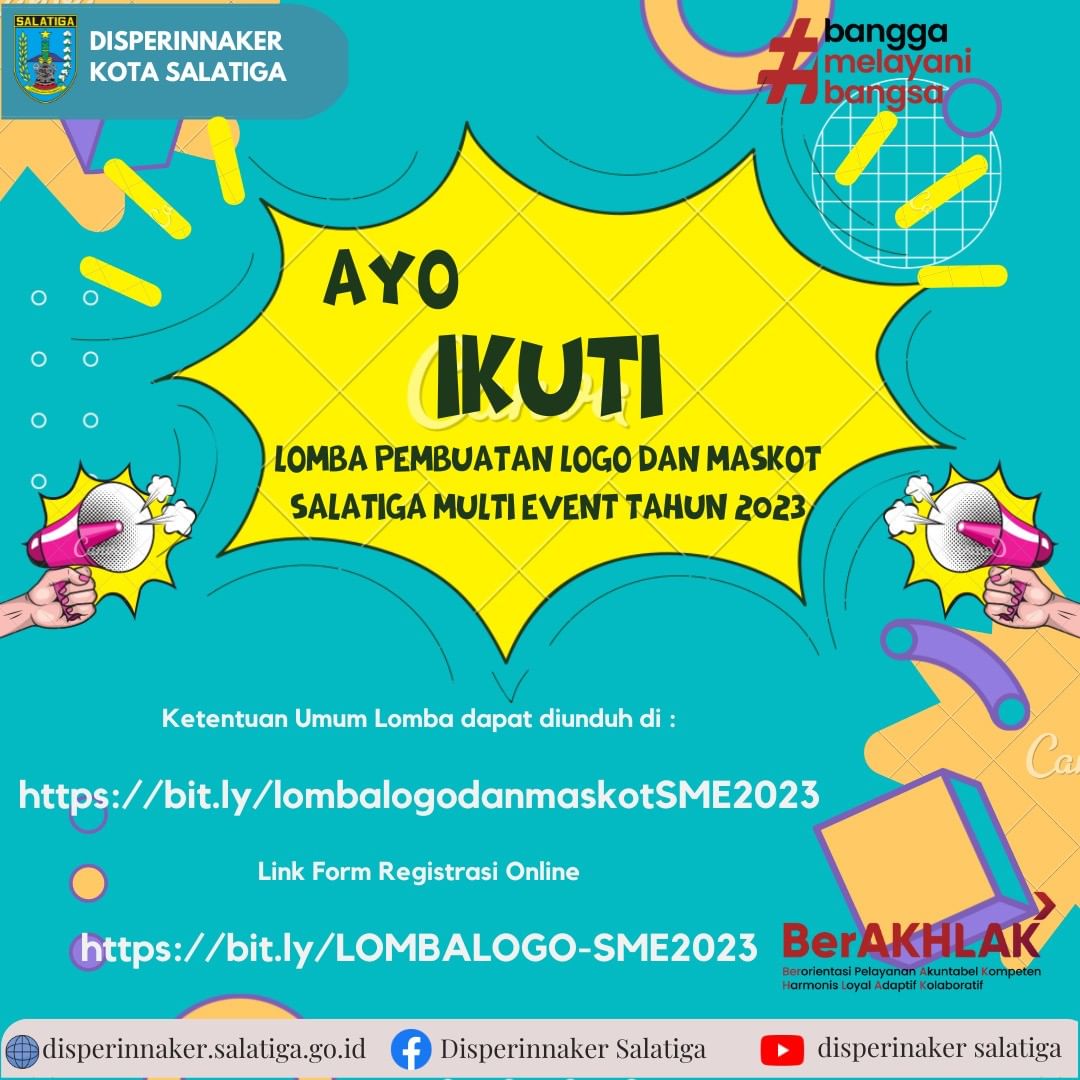 SALATIGA
DISPERINNAKER
KOTA SALATIGA
#bangga
melayani
bangsa
AYO
IKUTI
LOMBA PEMBUATAN LOGO DAN MASKOT
SALATIGA MULTI EVENT TAHUN 2023
Ketentuan Umum Lomba dapat diunduh di :
https://bit.ly/lombalogodanmaskotSME2023
Link Form Registrasi Online
https://bit.ly/LOMBALOGO-SME2023
BerAKHLAK
Berorientasi Pelayanan Akuntabel Kompeten
Harmonis Loyal Adaptif Kolaboratif
disperinnaker.salatiga.go.id
Disperinnaker Salatiga
disperinaker salatiga